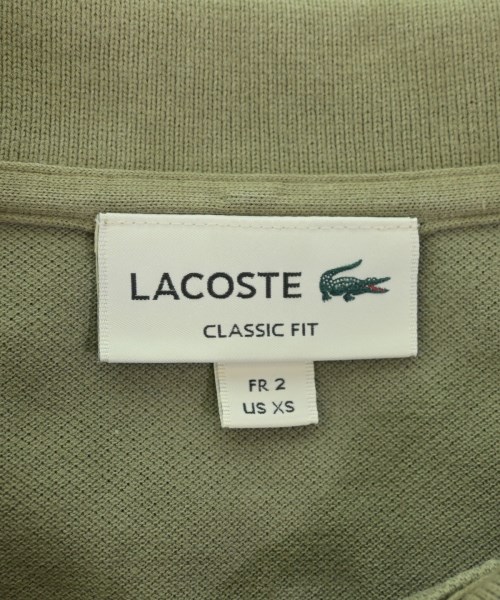 LACOSTE
CLASSIC FIT
FR 2
US XS